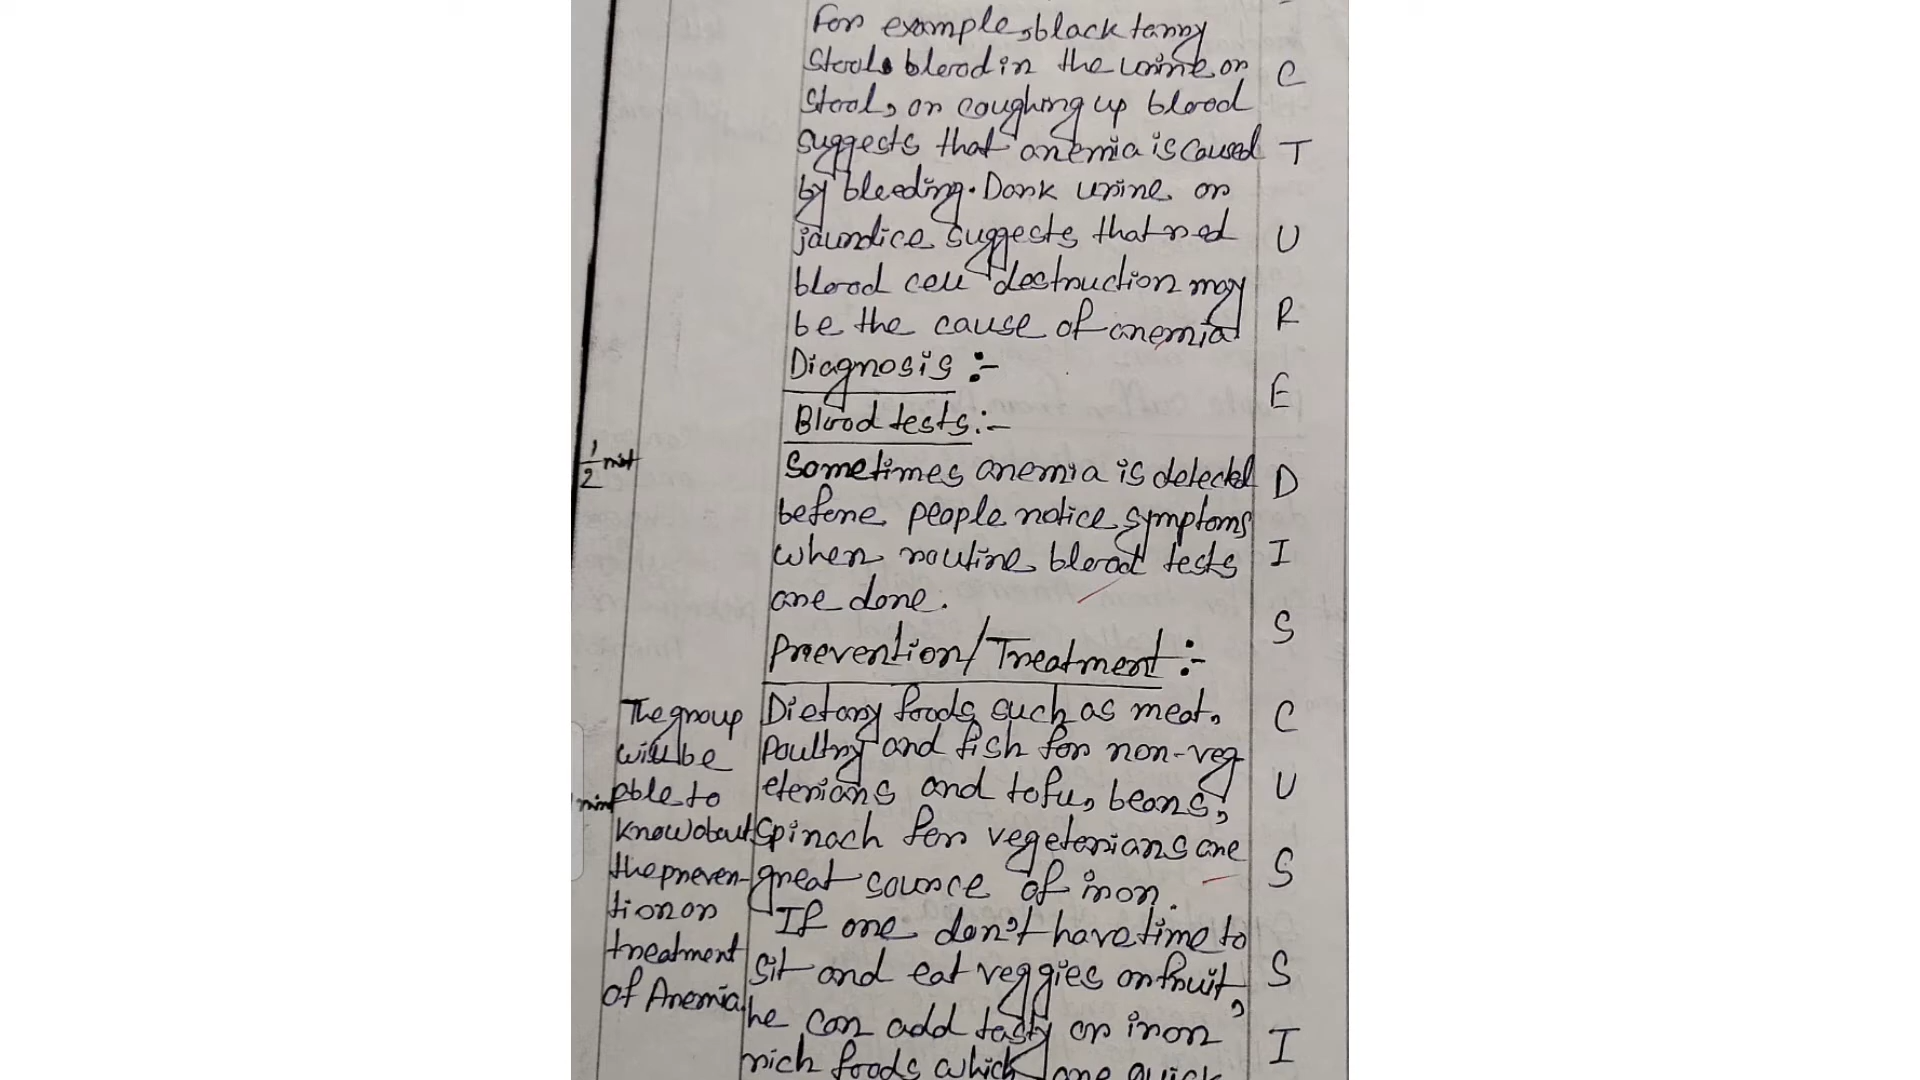 For example, black tarry
Stools blood in the urine or
Stool, or coughing up blood
suggests that anemia is caused
by bleeding. Dark urine or
jaundice suggests that red
blood cell destruction may
be the cause of anemia
Diagnosis :-
Blood tests :-
1/2 mint
Sometimes anemia is detected
before people notice symptoms
when routine blood tests
are done.
Prevention/Treatment :-
Dietary foods such as meat,
Poultry and fish for non-veg
eterians and tofu, beans,
Spinach for vegeterians are
great source of iron.
If one don't have time to
sit and eat veggies or fruit,
he can add tasty or iron
rich foods which are quick
The group
will be
able to
know about
the preven-
tion or
treatment
of Anemia.
mint
C
T
U
R
E
D
I
S
C
U
S
S
I